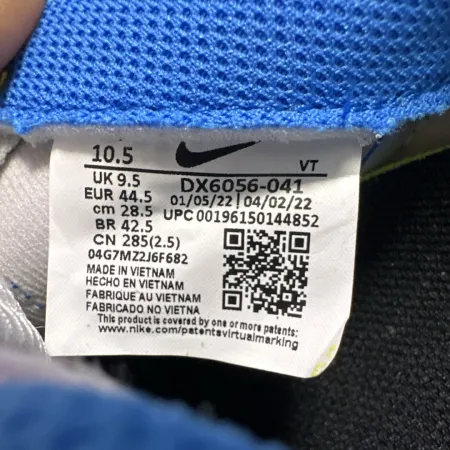 10.5
VT
UK 9.5
DX6056-041
EUR 44.5
01/05/22 | 04/02/22
cm 28.5
UPC 00196150144852
BR 42.5
CN 285(2.5)
04G7MZ2J6F682
MADE IN VIETNAM
HECHO EN VIETNAM
FABRIQUE AU VIETNAM
FABRICADO NO VIETNA
This product is covered by one or more patents:
www.nike.com/patentsvirtualmarking